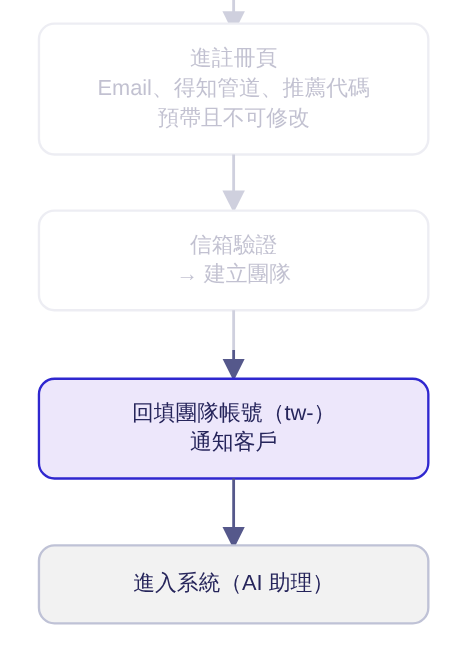 進註冊頁
Email、得知管道、推薦代碼
預帶且不可修改
信箱驗證
→ 建立團隊
回填團隊帳號（tw-）
通知客戶
進入系統（AI 助理）